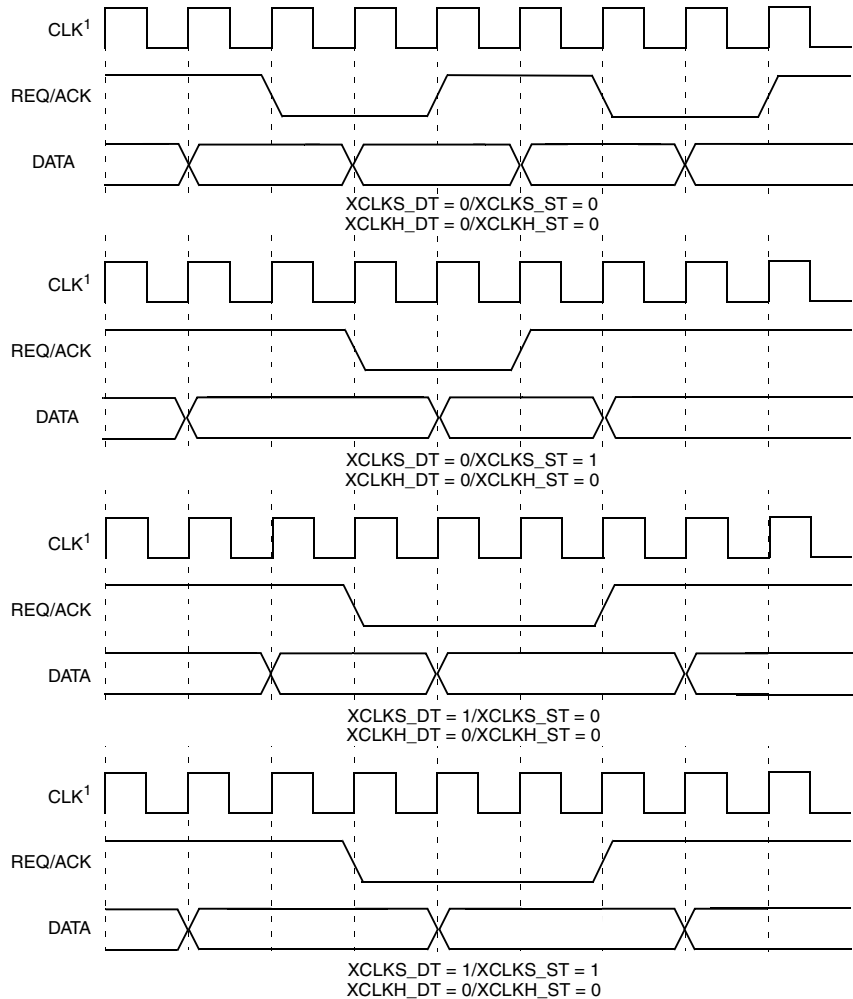 CLK1
REQ/ACK
DATA
XCLKS_DT = 0/XCLKS_ST = 0
XCLKH_DT = 0/XCLKH_ST = 0
CLK1
REQ/ACK
DATA
XCLKS_DT = 0/XCLKS_ST = 1
XCLKH_DT = 0/XCLKH_ST = 0
CLK1
REQ/ACK
DATA
XCLKS_DT = 1/XCLKS_ST = 0
XCLKH_DT = 0/XCLKH_ST = 0
CLK1
REQ/ACK
DATA
XCLKS_DT = 1/XCLKS_ST = 1
XCLKH_DT = 0/XCLKH_ST = 0